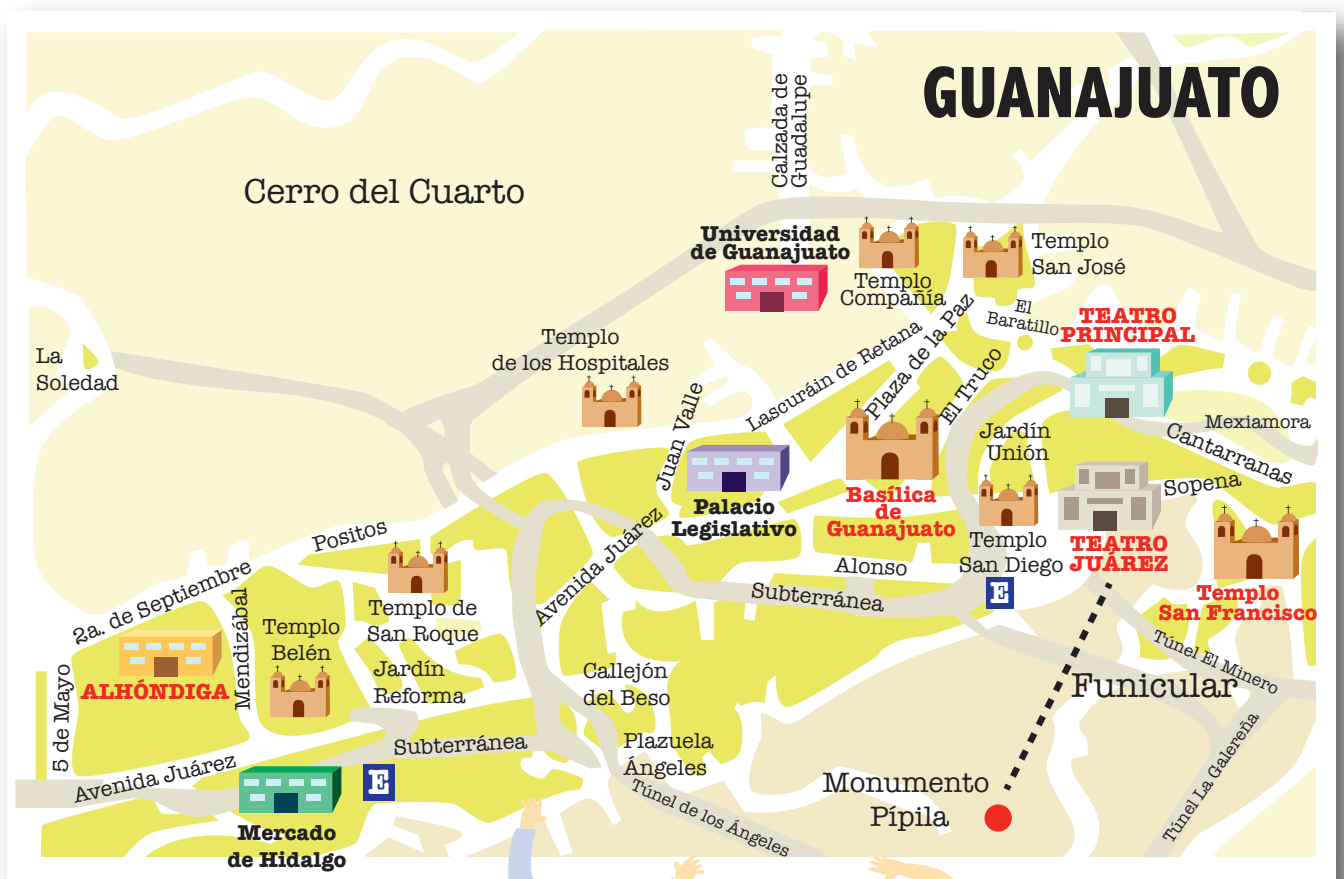 GUANAJUATO
Calzada de
Guadalupe
Cerro del Cuarto
Universidad
de Guanajuato
Templo
Compañía
Templo
San José
El
Baratillo
TEATRO
PRINCIPAL
La
Soledad
Templo
de los Hospitales
Juan Valle
Lascuráin de Retana
Plaza de la Paz
El Truco
Jardín
Unión
Mexiamora
Cantarranas
Sopena
Palacio
Legislativo
Basílica
de
Guanajuato
Templo
San Diego
TEATRO
JUÁREZ
Templo
San Francisco
Positos
Avenida Juárez
Alonso
Subterránea
E
2a. de Septiembre
Mendizábal
Templo
Belén
Templo de
San Roque
Jardín
Reforma
Callejón
del Beso
Túnel El Minero
Funicular
ALHÓNDIGA
5 de Mayo
Avenida Juárez
Subterránea
E
Plazuela
Ángeles
Túnel de los Ángeles
Monumento
Pípila
Túnel La Galereña
Mercado
de Hidalgo